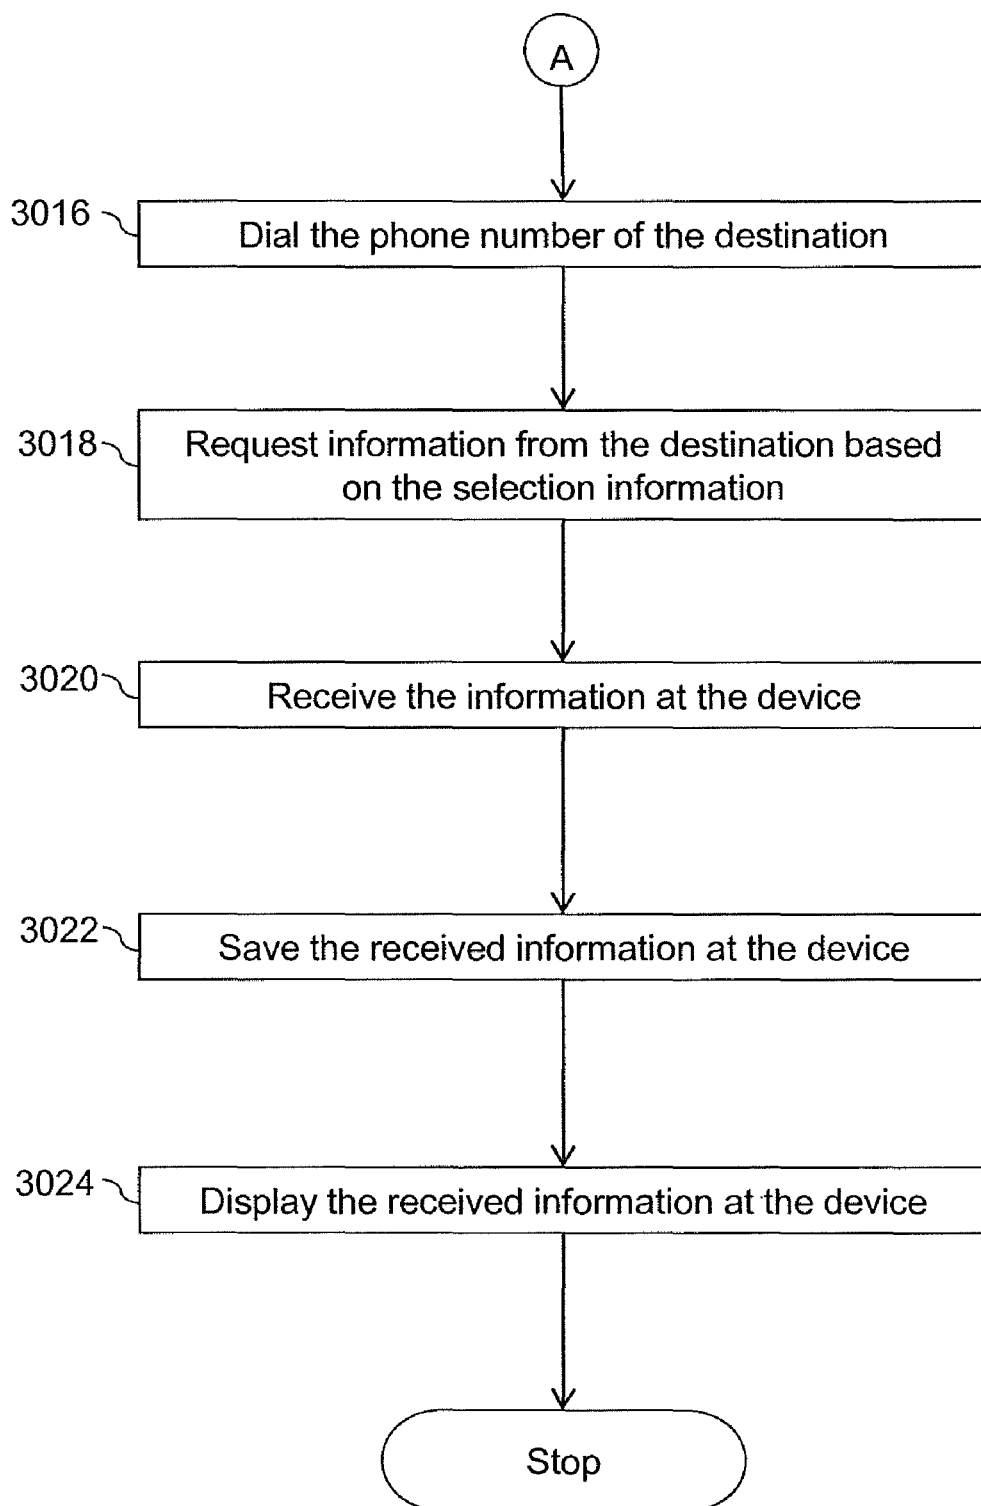 A
3016
Dial the phone number of the destination
3018
Request information from the destination based
on the selection information
3020
Receive the information at the device
3022
Save the received information at the device
3024
Display the received information at the device
Stop